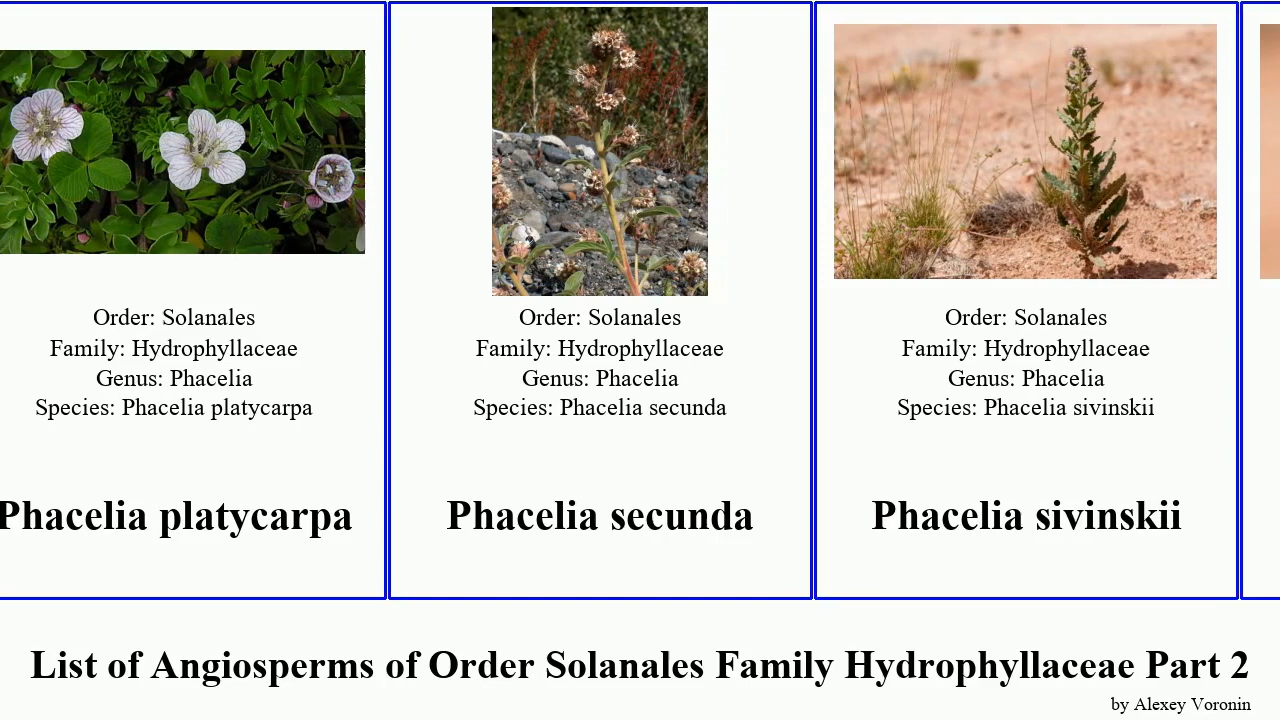 Order: Solanales
Family: Hydrophyllaceae
Genus: Phacelia
Species: Phacelia platycarpa
Phacelia platycarpa
Order: Solanales
Family: Hydrophyllaceae
Genus: Phacelia
Species: Phacelia secunda
Phacelia secunda
Order: Solanales
Family: Hydrophyllaceae
Genus: Phacelia
Species: Phacelia sivinskii
Phacelia sivinskii
List of Angiosperms of Order Solanales Family Hydrophyllaceae Part 2
by Alexey Voronin